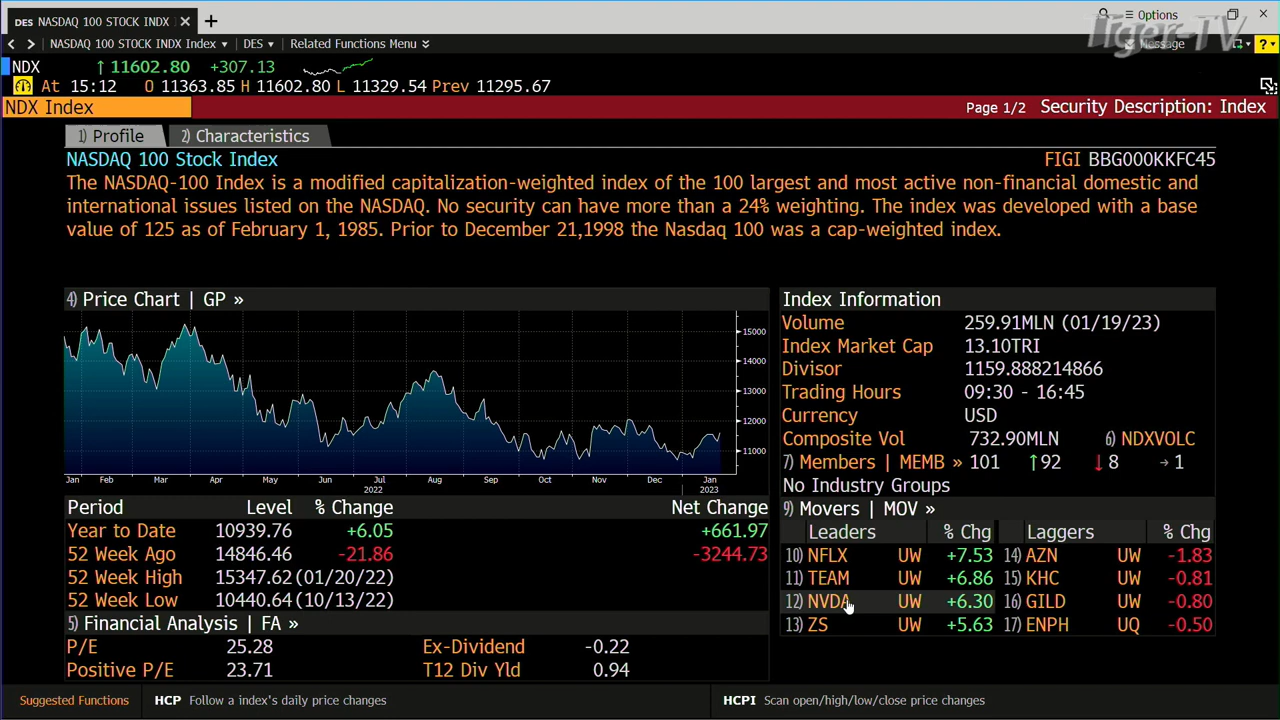 DES NASDAQ 100 STOCK INDX
Options
Tiger-TV
NASDAQ 100 STOCK INDX Index DES Related Functions Menu Message
NDX ↑ 11602.80 +307.13
At 15:12 O 11363.85 H 11602.80 L 11329.54 Prev 11295.67
NDX Index Page 1/2 Security Description: Index
1) Profile 2) Characteristics
NASDAQ 100 Stock Index FIGI BBG000KKFC45
The NASDAQ-100 Index is a modified capitalization-weighted index of the 100 largest and most active non-financial domestic and
international issues listed on the NASDAQ. No security can have more than a 24% weighting. The index was developed with a base
value of 125 as of February 1, 1985. Prior to December 21,1998 the Nasdaq 100 was a cap-weighted index.
4) Price Chart | GP »
15000
14000
13000
12000
11000
Jan Feb Mar Apr May Jun Jul Aug Sep Oct Nov Dec Jan
2022 2023
Period Level % Change Net Change
Year to Date 10939.76 +6.05 +661.97
52 Week Ago 14846.46 -21.86 -3244.73
52 Week High 15347.62 (01/20/22)
52 Week Low 10440.64 (10/13/22)
5) Financial Analysis | FA »
P/E 25.28 Ex-Dividend -0.22
Positive P/E 23.71 T12 Div Yld 0.94
Index Information
Volume 259.91MLN (01/19/23)
Index Market Cap 13.10TRI
Divisor 1159.888214866
Trading Hours 09:30 - 16:45
Currency USD
Composite Vol 732.90MLN 6) NDXVOLC
7) Members | MEMB » 101 ↑92 ↓8 →1
No Industry Groups
9) Movers | MOV »
Leaders % Chg Laggers % Chg
10) NFLX UW +7.53 14) AZN UW -1.83
11) TEAM UW +6.86 15) KHC UW -0.81
12) NVDA UW +6.30 16) GILD UW -0.80
13) ZS UW +5.63 17) ENPH UQ -0.50
Suggested Functions HCP Follow a index's daily price changes HCPI Scan open/high/low/close price changes